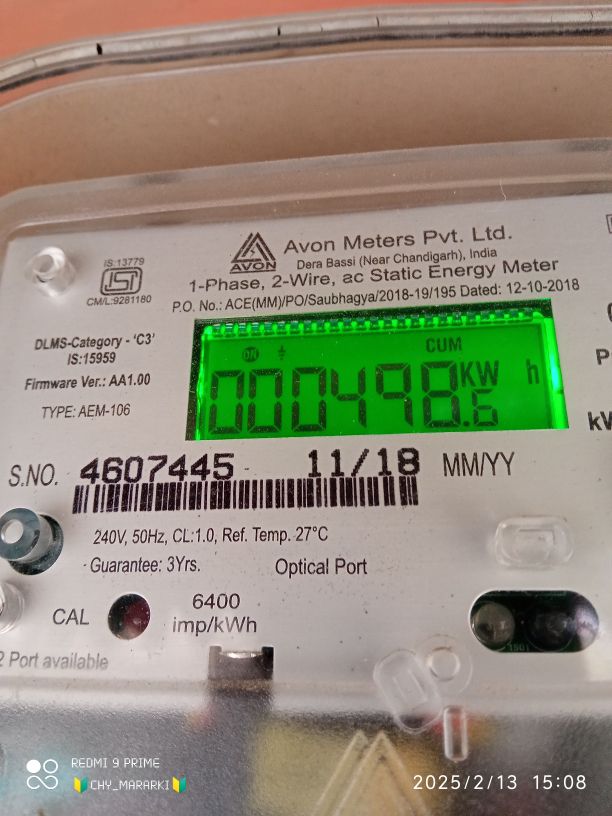 Avon Meters Pvt. Ltd.
AVON
Dera Bassi (Near Chandigarh), India
1-Phase, 2-Wire, ac Static Energy Meter
P.O. No.: ACE(MM)/PO/Saubhagya/2018-19/195 Dated: 12-10-2018
IS:13779
ISI
CM/L:9281180
DLMS-Category - 'C3'
IS:15959
Firmware Ver.: AA1.00
TYPE: AEM-106
CUM
000498.6 KW h
S.NO. 4607445 11/18 MM/YY
240V, 50Hz, CL:1.0, Ref. Temp. 27°C
Guarantee: 3Yrs. Optical Port
CAL
6400
imp/kWh
2 Port available
REDMI 9 PRIME
CHY_MARARKI
2025/2/13 15:08